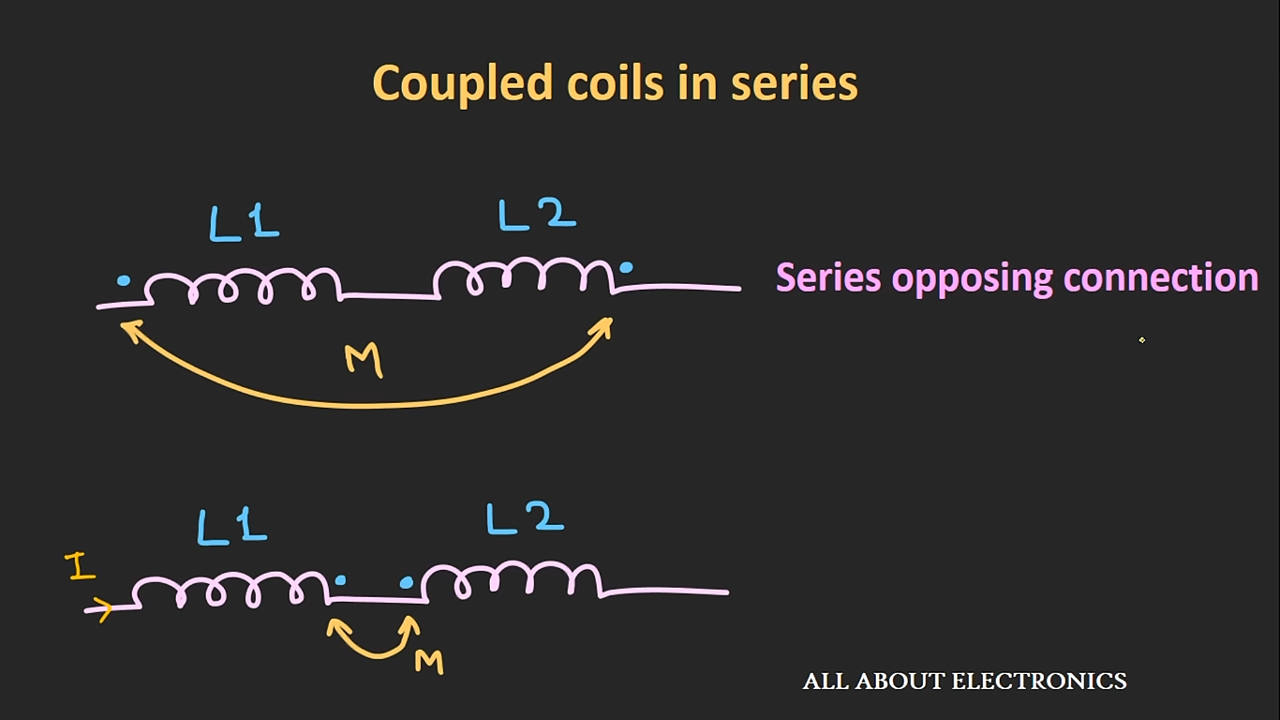 Coupled coils in series
L1 L2
Series opposing connection
M
L1 L2
I
M
ALL ABOUT ELECTRONICS